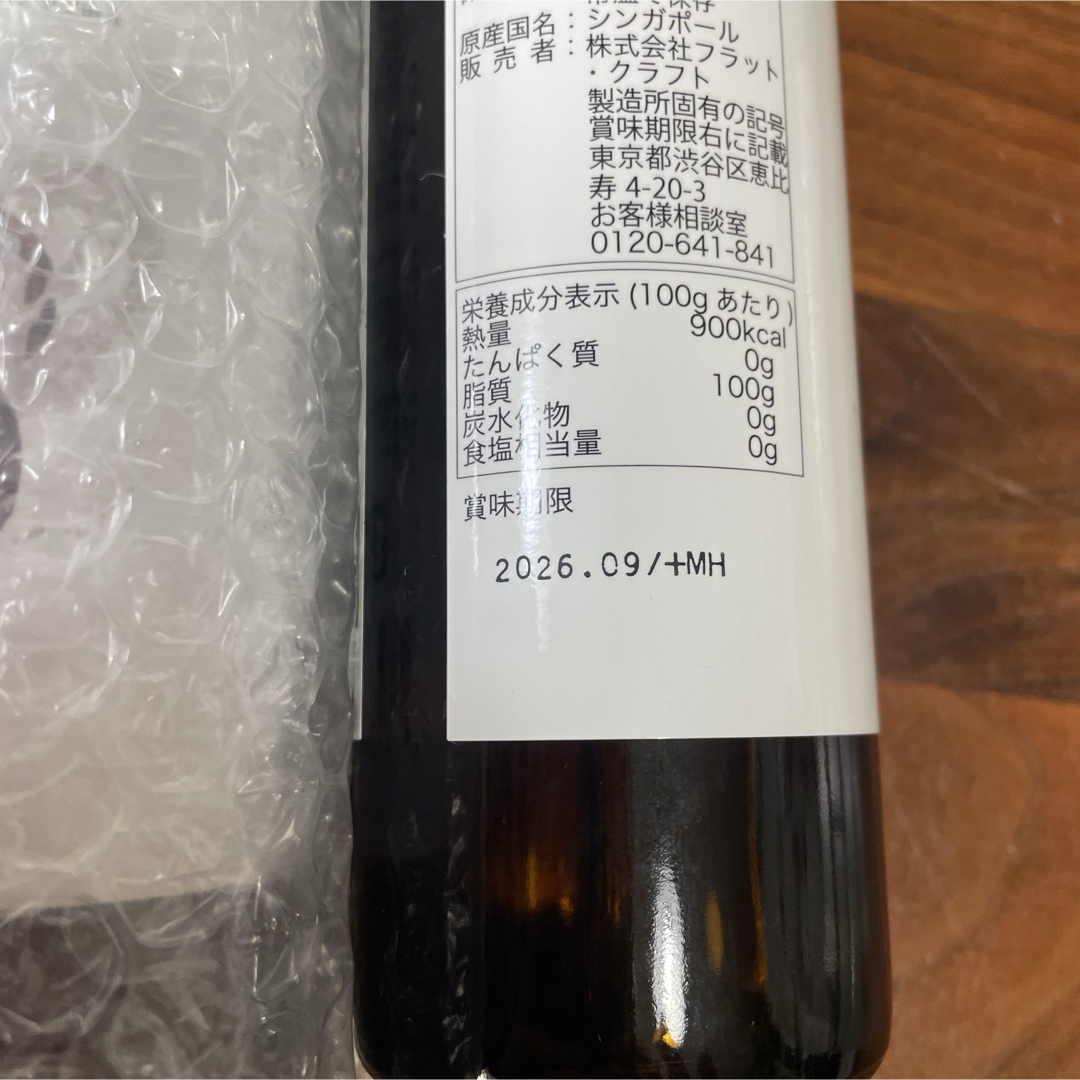 常温で保存
原産国名：シンガポール
販売者：株式会社フラット
・クラフト
製造所固有の記号
賞味期限右に記載
東京都渋谷区恵比
寿 4-20-3
お客様相談室
0120-641-841
栄養成分表示 (100g あたり)
熱量 900kcal
たんぱく質 0g
脂質 100g
炭水化物 0g
食塩相当量 0g
賞味期限
2026.09/+MH